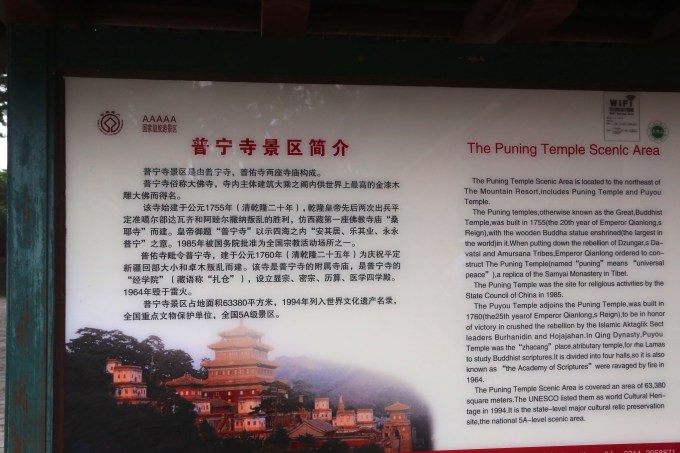 AAAAA
国家级旅游景区
普宁寺景区简介
普宁寺景区是由普宁寺，普佑寺两座寺庙构成。
普宁寺俗称大佛寺，寺内主体建筑大乘之阁内供世界上最高的金漆木
雕大佛而得名。
该寺始建于公元1755年（清乾隆二十年），乾隆皇帝先后两次出兵平
定准噶尔部达瓦齐和阿睦尔撒纳叛乱的胜利，仿西藏第一座佛教寺庙“桑
耶寺”而建。皇帝御题“普宁寺”以示四海之内“安其居、乐其业、永永
普宁”之意。1985年被国务院批准为全国宗教活动场所之一。
普佑寺毗令普宁寺，建于公元1760年（清乾隆二十五年）为庆祝平定
新疆回部大小和卓木叛乱而建。该寺是普宁寺的附属寺庙，是普宁寺的
“经学院”（藏语称“扎仓”），设立显宗、密宗、历算、医学四学殿。
1964年毁于雷火。
普宁寺景区占地面积63380平方米，1994年列入世界文化遗产名录，
全国重点文物保护单位，全国5A级景区。
WiFi
The Puning Temple Scenlc Area
The Puning Temple Scenic Area is located to the northeast of
The Mountain Resort,includes Puning Temple and Puyou
Temple.
The Puning temples,otherwise known as the Great,Buddhist
Temple,was built in 1755(the 20th year of Emperor Qianlong,s
Reign),with the wooden Buddha statue enshrined(the largest in
the world)in it.When putting down the rebellion of Dzungar,s Da-
vatsi and Amursana Tribes,Emperor Qianlong ordered to con-
struct The Puning Temple(named "puning" means "universal
peace"),a replica of the Samyai Monastery in Tibet.
The Puning Temple was the site for religious activities by the
State Council of China in 1985.
The Puyou Temple adjoins the Puning Temple,was built in
1760(the25th yearof Emperor Qianlong,s Reign),to be in honor
of victory in crushed the rebellion by the Islamic Aktaglik Sect
leaders Burhanidin and Hojajahan.In Qing Dynasty,Puyou
Temple was the "zhacang" place,atributary temple,for rhe Lamas
to study Buddhist scriptures.It is divided into four halls,so it is also
known as "the Academy of Scriptures" were ravaged by fire in
1964.
The Puning Temple Scenic Area is covered an area of 63,380
square meters.The UNESCO listed them as world Cultural Heri-
tage in 1994.It is the state-level major cultural relic preservation
site,the national 5A-level scenic area.